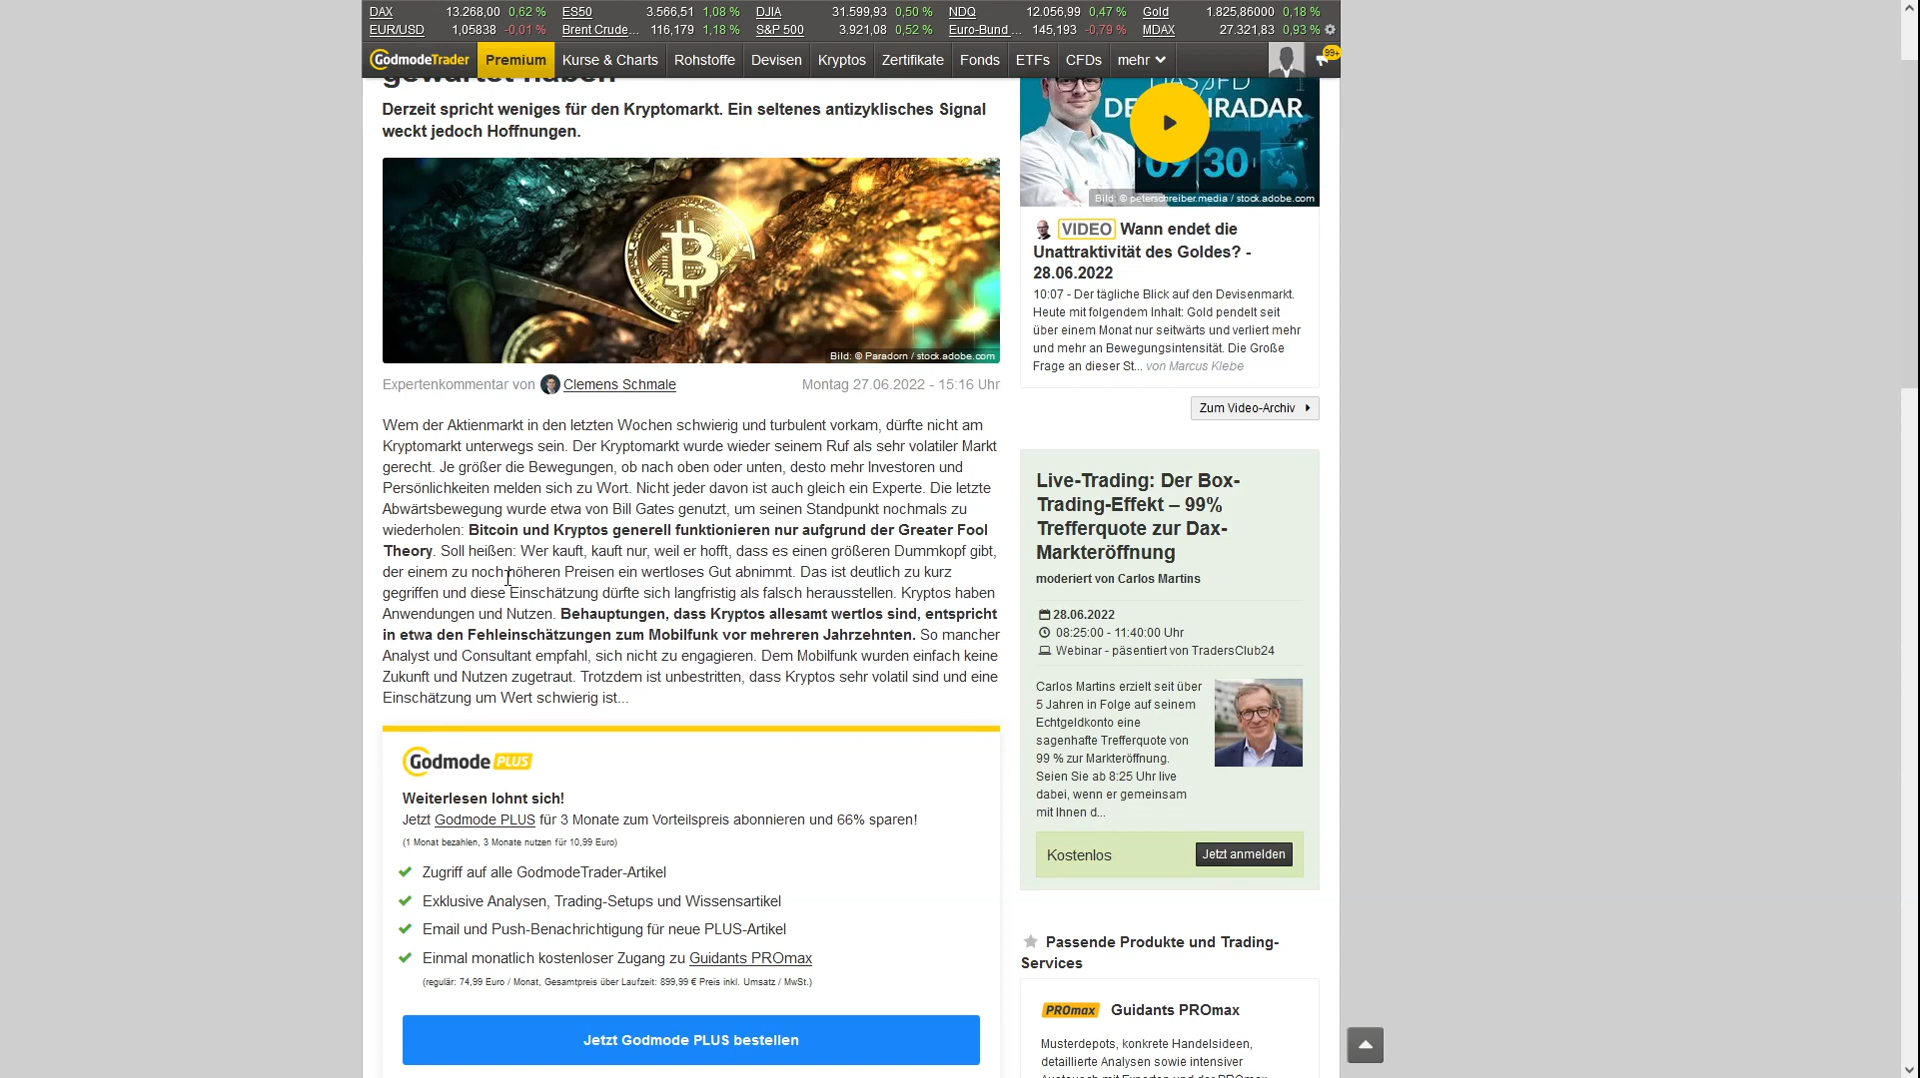 DAX 13.268,00 0,62 % ES50 3.566,51 1,08 % DJIA 31.599,93 0,50 % NDQ 12.056,99 0,47 % Gold 1.825,86000 0,18 %
EUR/USD 1,05838 -0,01 % Brent Crude... 116,179 1,18 % S&P 500 3.921,08 0,52 % Euro-Bund ... 145,193 -0,79 % MDAX 27.321,83 0,93 %
GodmodeTrader Premium Kurse & Charts Rohstoffe Devisen Kryptos Zertifikate Fonds ETFs CFDs mehr 99+
gewartet haben
Derzeit spricht weniges für den Kryptomarkt. Ein seltenes antizyklisches Signal
weckt jedoch Hoffnungen.
Bild: © Paradorn / stock.adobe.com
Expertenkommentar von Clemens Schmale Montag 27.06.2022 - 15:16 Uhr
Wem der Aktienmarkt in den letzten Wochen schwierig und turbulent vorkam, dürfte nicht am
Kryptomarkt unterwegs sein. Der Kryptomarkt wurde wieder seinem Ruf als sehr volatiler Markt
gerecht. Je größer die Bewegungen, ob nach oben oder unten, desto mehr Investoren und
Persönlichkeiten melden sich zu Wort. Nicht jeder davon ist auch gleich ein Experte. Die letzte
Abwärtsbewegung wurde etwa von Bill Gates genutzt, um seinen Standpunkt nochmals zu
wiederholen: Bitcoin und Kryptos generell funktionieren nur aufgrund der Greater Fool
Theory. Soll heißen: Wer kauft, kauft nur, weil er hofft, dass es einen größeren Dummkopf gibt,
der einem zu noch höheren Preisen ein wertloses Gut abnimmt. Das ist deutlich zu kurz
gegriffen und diese Einschätzung dürfte sich langfristig als falsch herausstellen. Kryptos haben
Anwendungen und Nutzen. Behauptungen, dass Kryptos allesamt wertlos sind, entspricht
in etwa den Fehleinschätzungen zum Mobilfunk vor mehreren Jahrzehnten. So mancher
Analyst und Consultant empfahl, sich nicht zu engagieren. Dem Mobilfunk wurden einfach keine
Zukunft und Nutzen zugetraut. Trotzdem ist unbestritten, dass Kryptos sehr volatil sind und eine
Einschätzung um Wert schwierig ist...
Godmode PLUS
Weiterlesen lohnt sich!
Jetzt Godmode PLUS für 3 Monate zum Vorteilspreis abonnieren und 66% sparen!
(1 Monat bezahlen, 3 Monate nutzen für 10,99 Euro)
Zugriff auf alle GodmodeTrader-Artikel
Exklusive Analysen, Trading-Setups und Wissensartikel
Email und Push-Benachrichtigung für neue PLUS-Artikel
Einmal monatlich kostenloser Zugang zu Guidants PROmax
(regulär: 74,99 Euro / Monat, Gesamtpreis über Laufzeit: 899,99 € Preis inkl. Umsatz / MwSt.)
Jetzt Godmode PLUS bestellen
09 30
Bild: © peterschreiber.media / stock.adobe.com
VIDEO Wann endet die
Unattraktivität des Goldes? -
28.06.2022
10:07 - Der tägliche Blick auf den Devisenmarkt.
Heute mit folgendem Inhalt: Gold pendelt seit
über einem Monat nur seitwärts und verliert mehr
und mehr an Bewegungsintensität. Die Große
Frage an dieser St... von Marcus Klebe
Zum Video-Archiv
Live-Trading: Der Box-
Trading-Effekt – 99%
Trefferquote zur Dax-
Markteröffnung
moderiert von Carlos Martins
28.06.2022
08:25:00 - 11:40:00 Uhr
Webinar - päsentiert von TradersClub24
Carlos Martins erzielt seit über
5 Jahren in Folge auf seinem
Echtgeldkonto eine
sagenhafte Trefferquote von
99 % zur Markteröffnung.
Seien Sie ab 8:25 Uhr live
dabei, wenn er gemeinsam
mit Ihnen d...
Kostenlos Jetzt anmelden
Passende Produkte und Trading-
Services
PROmax Guidants PROmax
Musterdepots, konkrete Handelsideen,
detaillierte Analysen sowie intensiver